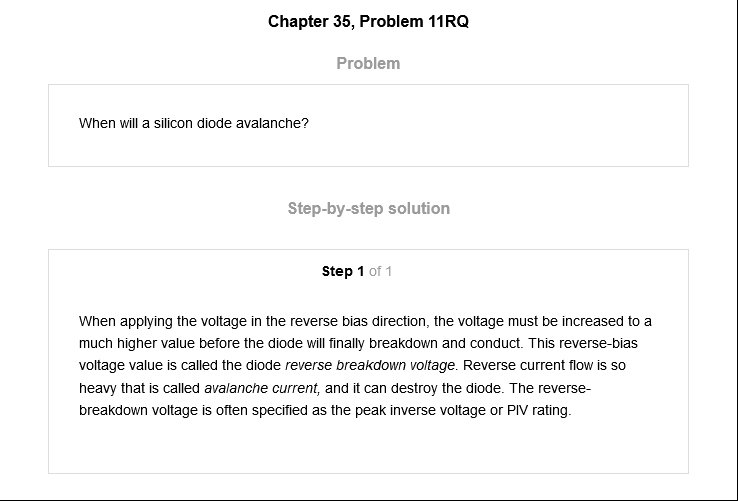 Chapter 35, Problem 11RQ
Problem
When will a silicon diode avalanche?
Step-by-step solution
Step 1 of 1
When applying the voltage in the reverse bias direction, the voltage must be increased to a
much higher value before the diode will finally breakdown and conduct. This reverse-bias
voltage value is called the diode reverse breakdown voltage. Reverse current flow is so
heavy that is called avalanche current, and it can destroy the diode. The reverse-
breakdown voltage is often specified as the peak inverse voltage or PIV rating.